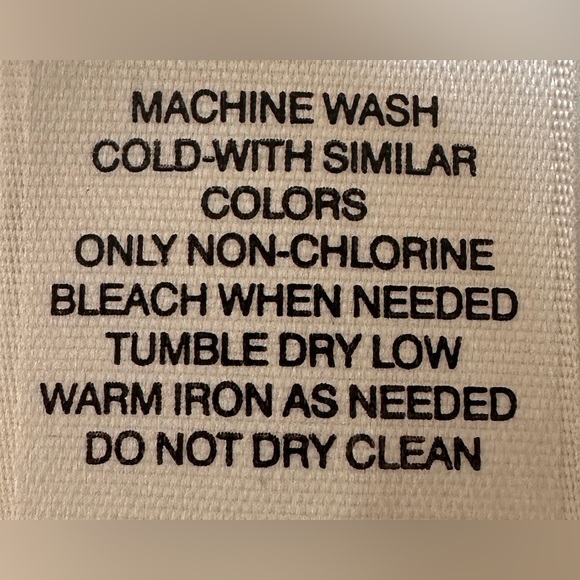 MACHINE WASH
COLD-WITH SIMILAR
COLORS
ONLY NON-CHLORINE
BLEACH WHEN NEEDED
TUMBLE DRY LOW
WARM IRON AS NEEDED
DO NOT DRY CLEAN